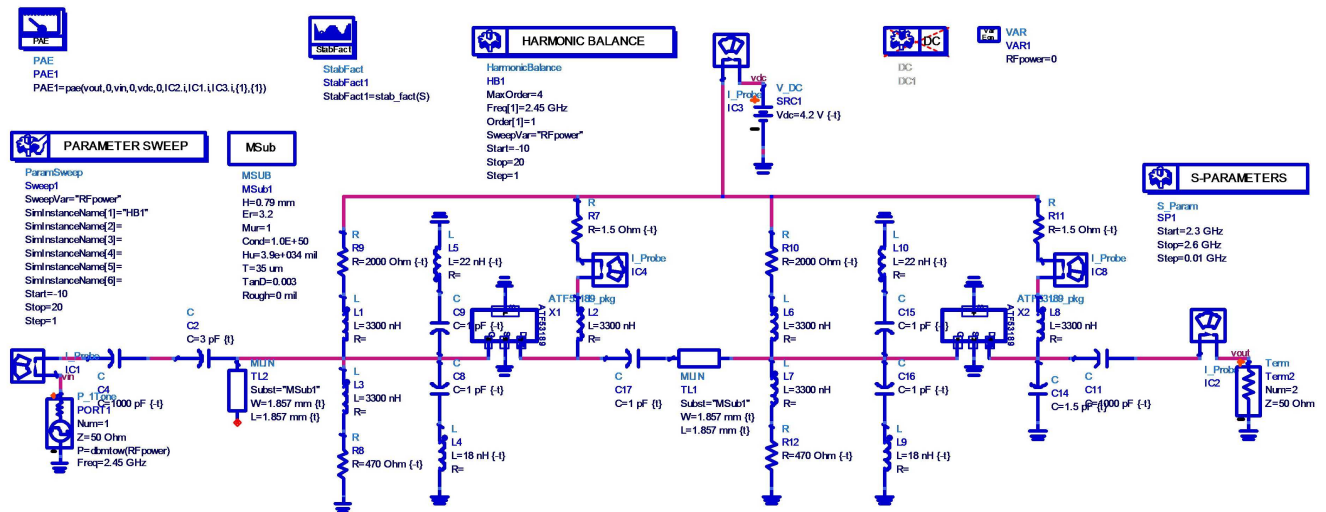 PAE
PAE
PAE1
PAE1=pae(vout,0,vin,0,vdc,0,IC2.i,IC1.i,IC3.i,{1},{1})
StabFact
StabFact
StabFact1
StabFact1=stab_fact(S)
HARMONIC BALANCE
HarmonicBalance
HB1
MaxOrder=4
Freq[1]=2.45 GHz
Order[1]=1
SweepVar="RFpower"
Start=-10
Stop=20
Step=1
vdc
I_Probe
IC3
V_DC
SRC1
Vdc=4.2 V {-t}
DC
DC
DC1
Var
Eqn
VAR
VAR1
RFpower=0
PARAMETER SWEEP
ParamSweep
Sweep1
SweepVar="RFpower"
SimInstanceName[1]="HB1"
SimInstanceName[2]=
SimInstanceName[3]=
SimInstanceName[4]=
SimInstanceName[5]=
SimInstanceName[6]=
Start=-10
Stop=20
Step=1
MSub
MSUB
MSub1
H=0.79 mm
Er=3.2
Mur=1
Cond=1.0E+50
Hu=3.9e+034 mil
T=35 um
TanD=0.003
Rough=0 mil
S-PARAMETERS
S_Param
SP1
Start=2.3 GHz
Stop=2.6 GHz
Step=0.01 GHz
R
R9
R=2000 Ohm {-t}
L
L5
L=22 nH {-t}
R=
R
R7
R=1.5 Ohm {-t}
I_Probe
IC4
R
R10
R=2000 Ohm {-t}
L
L10
L=22 nH {-t}
R=
R
R11
R=1.5 Ohm {-t}
I_Probe
IC8
L
L1
L=3300 nH
R=
C
C9
C=1 pF {-t}
ATF53189_pkg
X1
ATF53189
L2
L=3300 nH
R=
L
L6
L=3300 nH
R=
C
C15
C=1 pF {-t}
ATF53189_pkg
X2
ATF53189
L8
L=3300 nH
R=
C
C2
C=3 pF {-t}
I_Probe
IC1
vin
C
C4
C=1000 pF {-t}
P_1Tone
PORT1
Num=1
Z=50 Ohm
P=dbmtow(RFpower)
Freq=2.45 GHz
MLIN
TL2
Subst="MSub1"
W=1.857 mm {t}
L=1.857 mm {t}
L
L3
L=3300 nH
R=
R
R8
R=470 Ohm {-t}
C
C8
C=1 pF {-t}
L
L4
L=18 nH {-t}
R=
C
C17
C=1 pF {t}
MLIN
TL1
Subst="MSub1"
W=1.857 mm {t}
L=1.857 mm {t}
L
L7
L=3300 nH
R=
R
R12
R=470 Ohm {-t}
C
C16
C=1 pF {-t}
L
L9
L=18 nH {-t}
R=
C
C14
C=1.5 pF {-t}
C
C11
I_Probe
IC2
vout
Term
Term2
Num=2
Z=50 Ohm